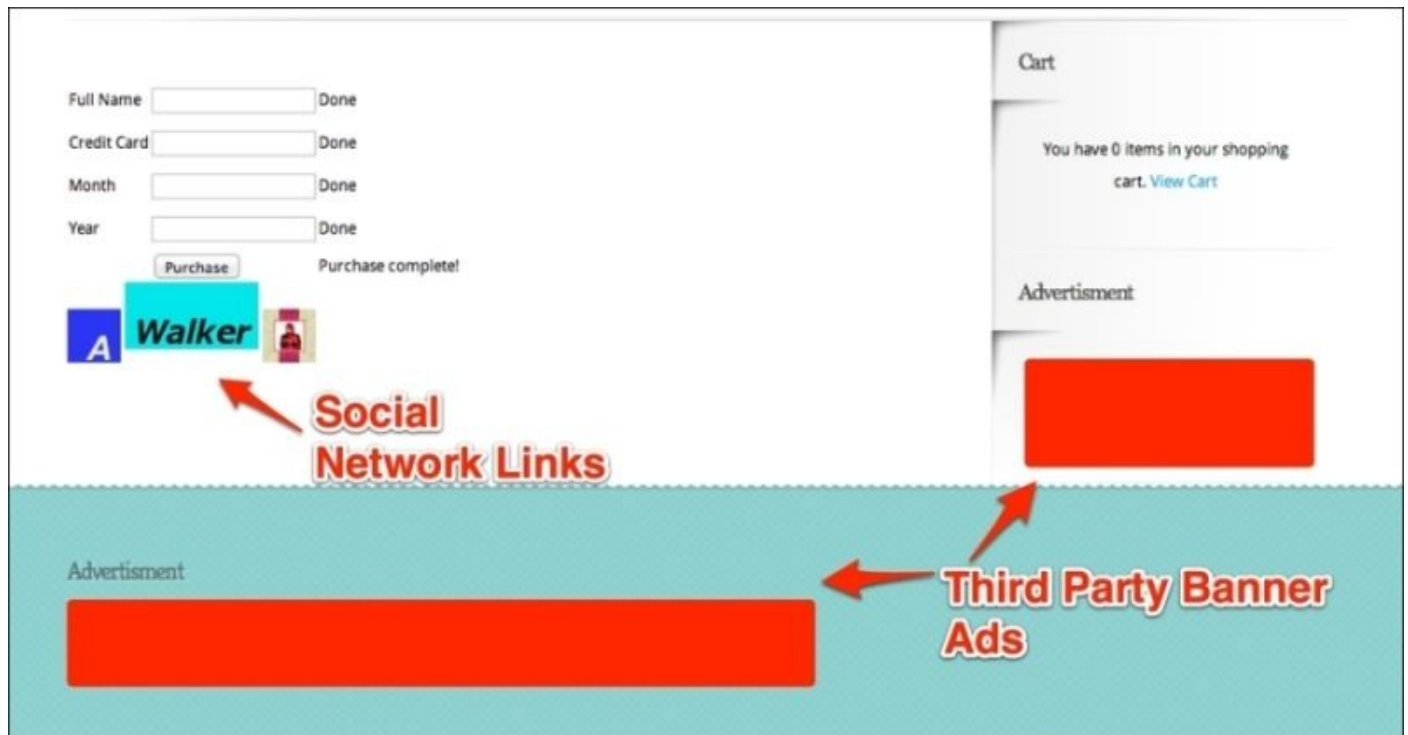 Cart
Full Name Done
Credit Card Done
You have 0 items in your shopping
cart. View Cart
Month Done
Year Done
Purchase Purchase complete!
Advertisment
A Walker
Social
Network Links
Advertisment
Third Party Banner
Ads